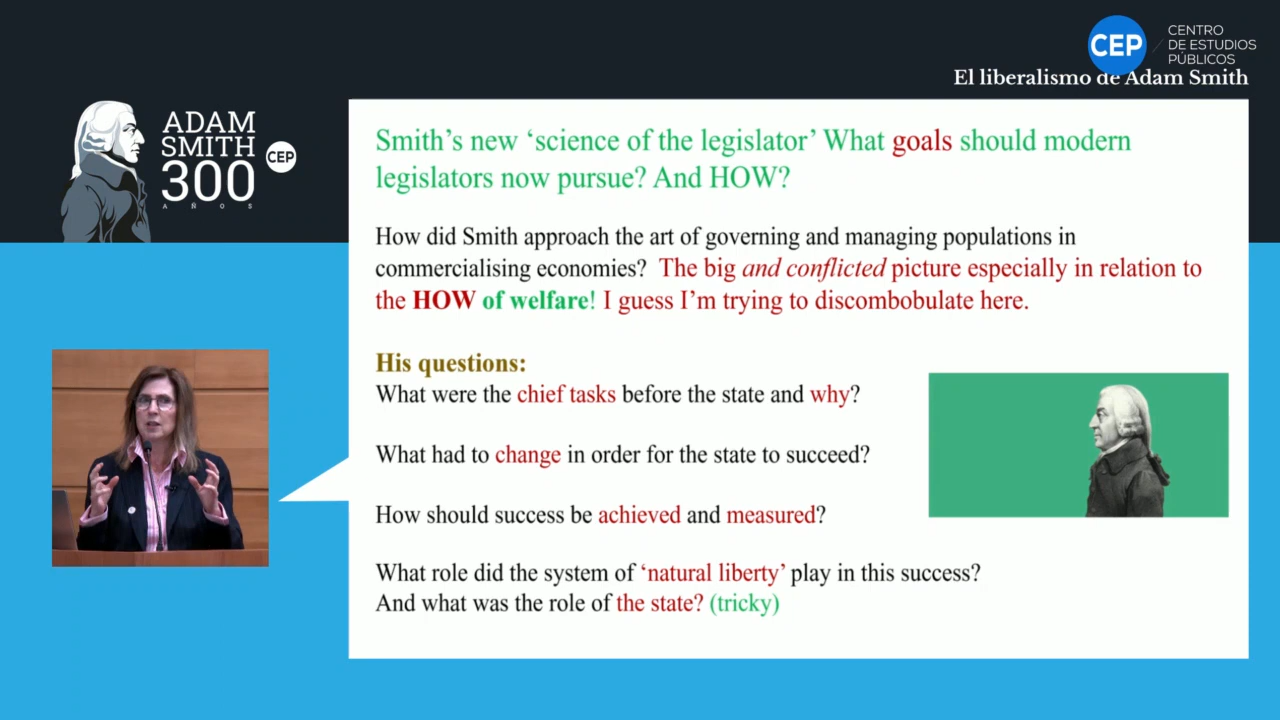 CEP
CENTRO
DE ESTUDIOS
PÚBLICOS
El liberalismo de Adam Smith
ADAM
SMITH
300
AÑOS
CEP
Smith’s new ‘science of the legislator’ What goals should modern
legislators now pursue? And HOW?
How did Smith approach the art of governing and managing populations in
commercialising economies? The big and conflicted picture especially in relation to
the HOW of welfare! I guess I’m trying to discombobulate here.
His questions:
What were the chief tasks before the state and why?
What had to change in order for the state to succeed?
How should success be achieved and measured?
What role did the system of ‘natural liberty’ play in this success?
And what was the role of the state? (tricky)